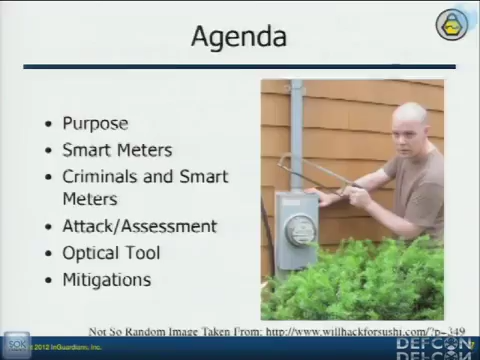 Agenda
• Purpose
• Smart Meters
• Criminals and Smart
Meters
• Attack/Assessment
• Optical Tool
• Mitigations
Not So Random Image Taken From: http://www.willhackforsushi.com/?p=349
2012 InGuardians, Inc.
DEFCON